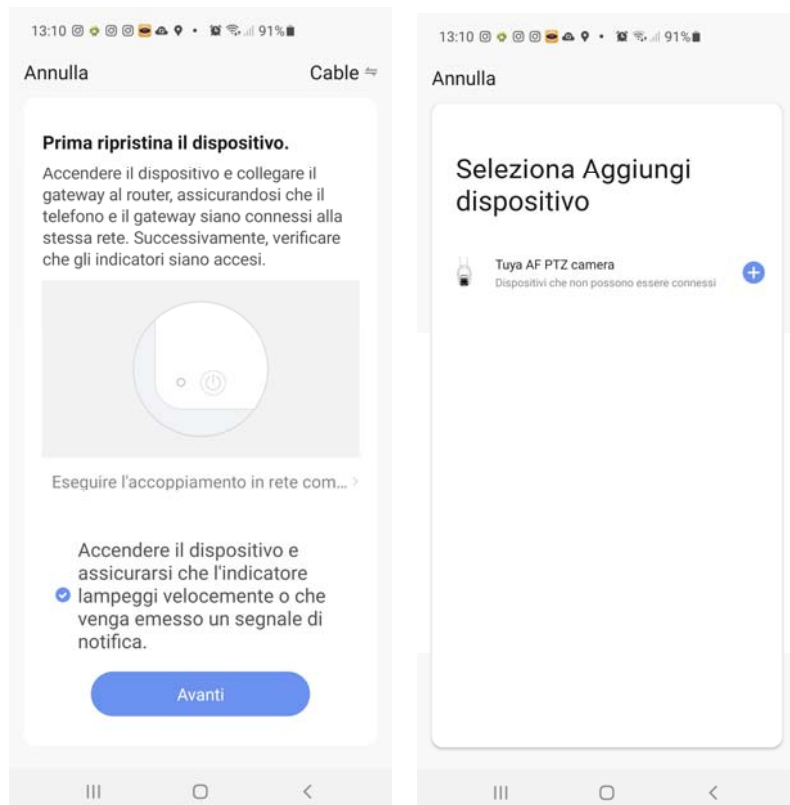 13:10 91%
Annulla Cable
Prima ripristina il dispositivo.
Accendere il dispositivo e collegare il
gateway al router, assicurandosi che il
telefono e il gateway siano connessi alla
stessa rete. Successivamente, verificare
che gli indicatori siano accesi.
Eseguire l'accoppiamento in rete com...
Accendere il dispositivo e
assicurarsi che l'indicatore
lampeggi velocemente o che
venga emesso un segnale di
notifica.
Avanti
13:10 91%
Annulla
Seleziona Aggiungi
dispositivo
Tuya AF PTZ camera
Dispositivi che non possono essere connessi